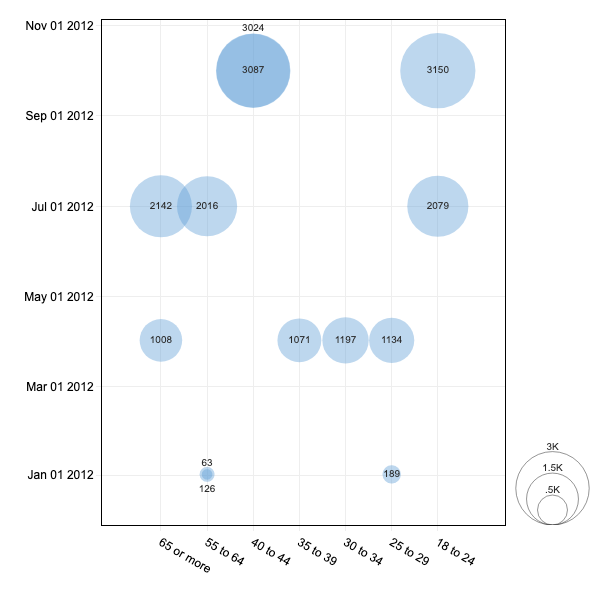 Nov 01 2012
3024
3087
3150
Sep 01 2012
Jul 01 2012
2142
2016
2079
May 01 2012
1008
1071
1197
1134
Mar 01 2012
63
Jan 01 2012
189
126
3K
1.5K
.5K
65 or more
55 to 64
40 to 44
35 to 39
30 to 34
25 to 29
18 to 24